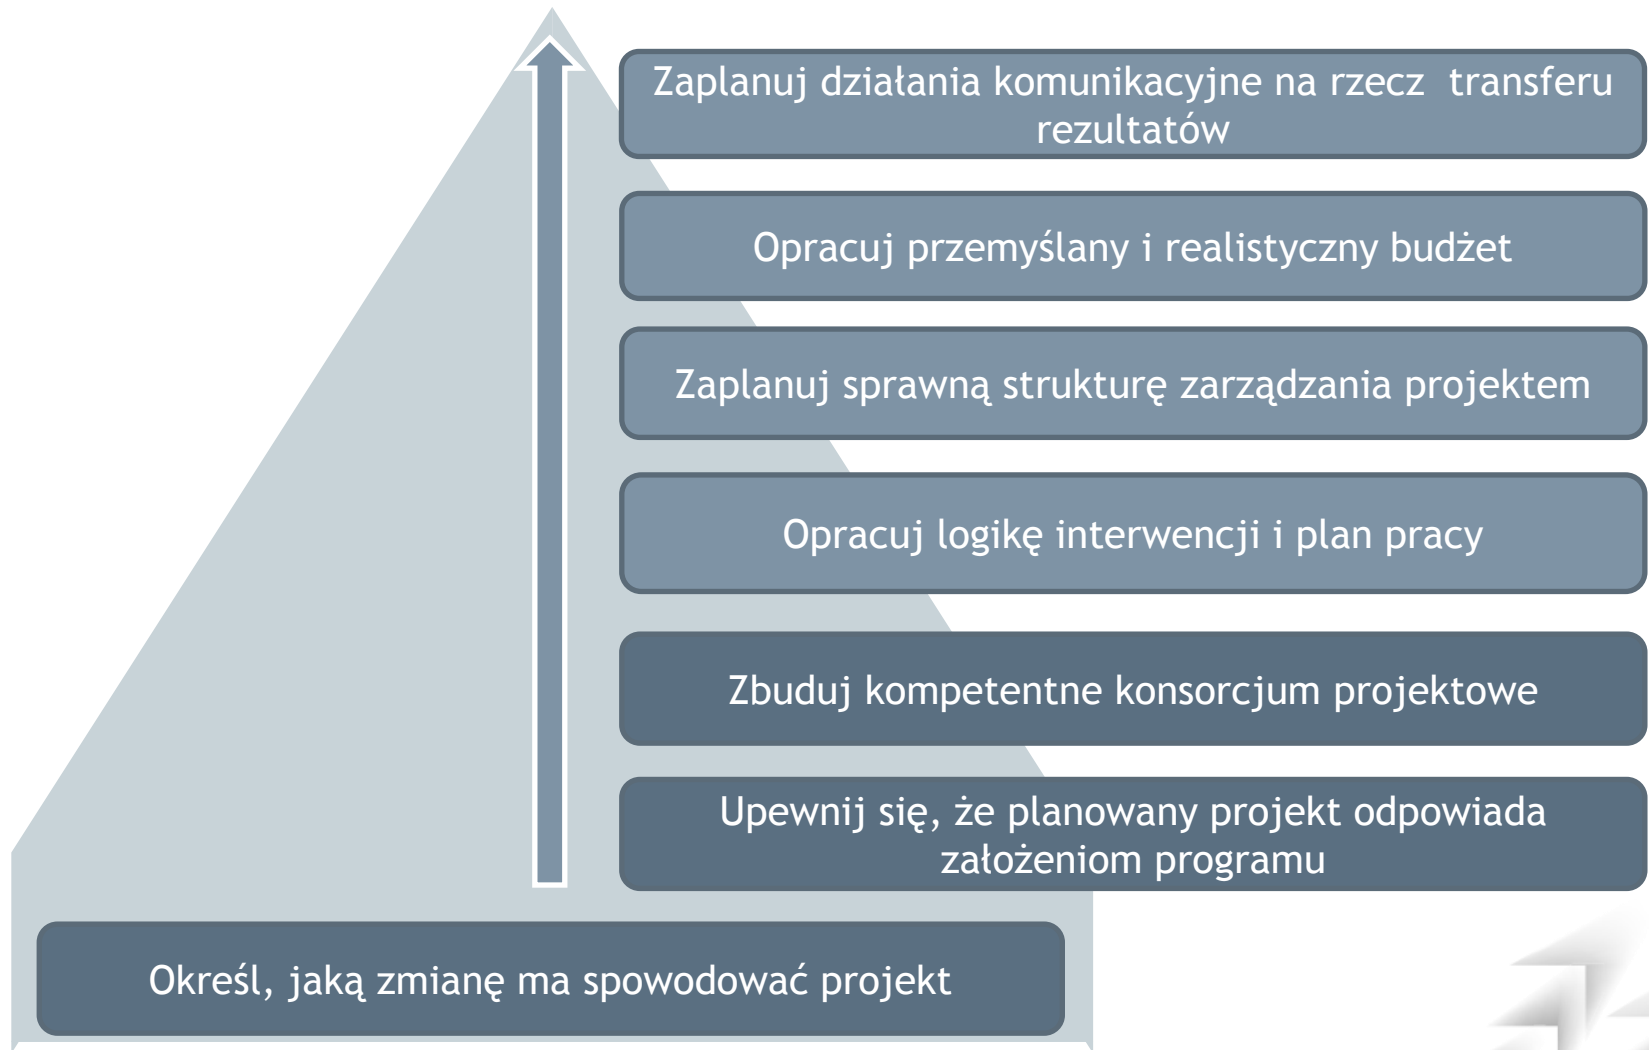 Zaplanuj działania komunikacyjne na rzecz  transferu
rezultatów
Opracuj przemyślany i realistyczny budżet
Zaplanuj sprawną strukturę zarządzania projektem
Opracuj logikę interwencji i plan pracy
Zbuduj kompetentne konsorcjum projektowe
Upewnij się, że planowany projekt odpowiada
założeniom programu
Określ, jaką zmianę ma spowodować projekt